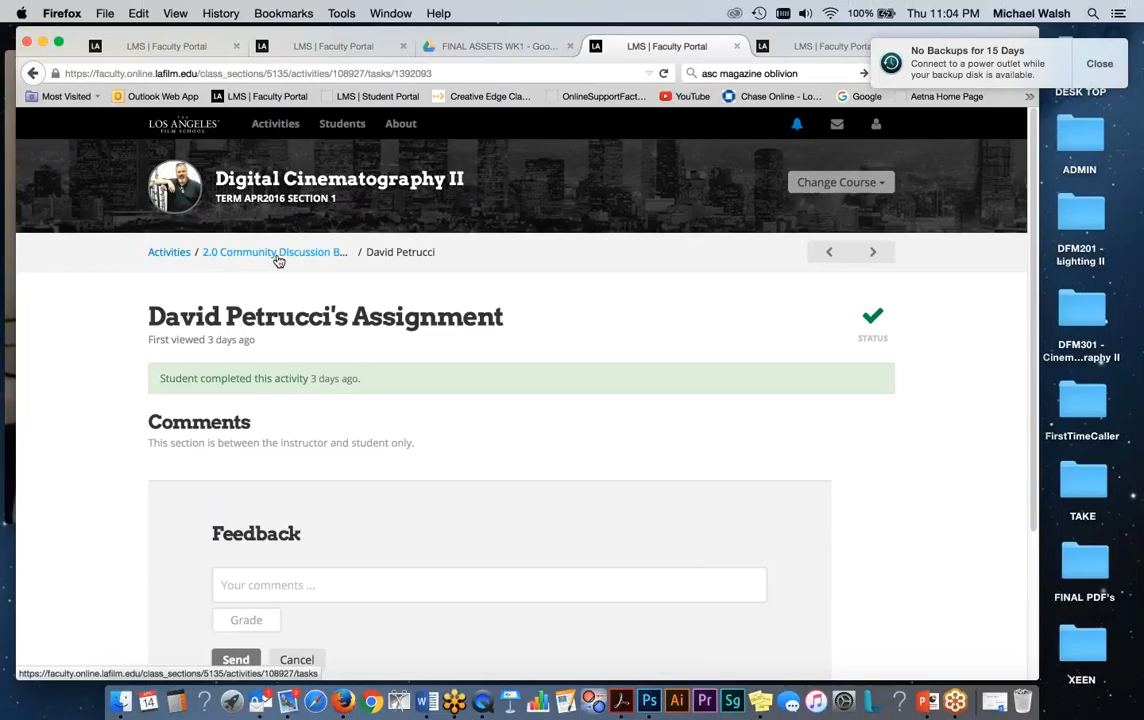 Firefox File Edit View History Bookmarks Tools Window Help 100% Thu 11:04 PM Michael Walsh
LMS | Faculty Portal LMS | Faculty Portal FINAL ASSETS WK1 - Goo... LMS | Faculty Portal LMS | Faculty Porta
No Backups for 15 Days
Connect to a power outlet while
your backup disk is available.
Close
https://faculty.online.lafilm.edu/class_sections/5135/activities/108927/tasks/1392093 asc magazine oblivion
Most Visited Outlook Web App LMS | Faculty Portal LMS | Student Portal Creative Edge Cla... OnlineSupportFact... YouTube Chase Online - Lo... Google Aetna Home Page
DESK TOP
THE
LOS ANGELES
FILM SCHOOL
Activities Students About
ADMIN
Digital Cinematography II
TERM APR2016 SECTION 1
Change Course
DFM201 -
Lighting II
Activities / 2.0 Community Discussion B... / David Petrucci
David Petrucci's Assignment
First viewed 3 days ago
STATUS
DFM301 -
Cinem...raphy II
Student completed this activity 3 days ago.
Comments
This section is between the instructor and student only.
FirstTimeCaller
TAKE
Feedback
Your comments ...
Grade
FINAL PDF's
Send Cancel
XEEN
https://faculty.online.lafilm.edu/class_sections/5135/activities/108927/tasks
14
Ps Ai Pr Sg